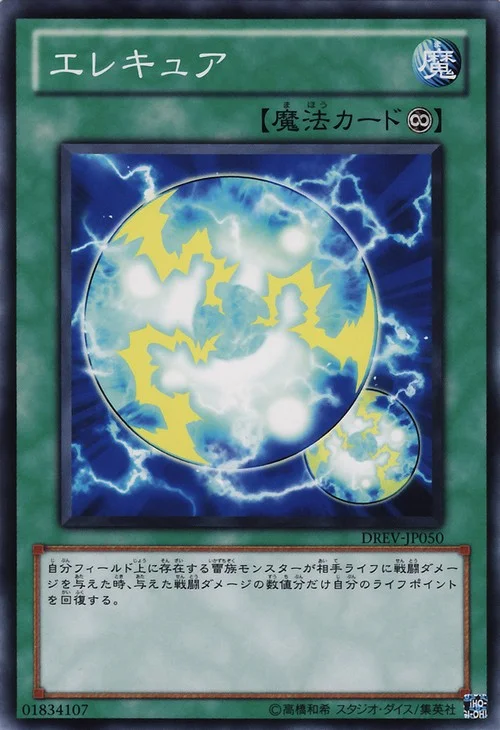 エレキュア
魔
【魔法カード∞】
DREV-JP050
自分フィールド上に存在する雷族モンスターが相手ライフに戦闘ダメー
ジを与えた時、与えた戦闘ダメージの数値分だけ自分のライフポイント
を回復する。
01834107
©高橋和希 スタジオ・ダイス/集英社